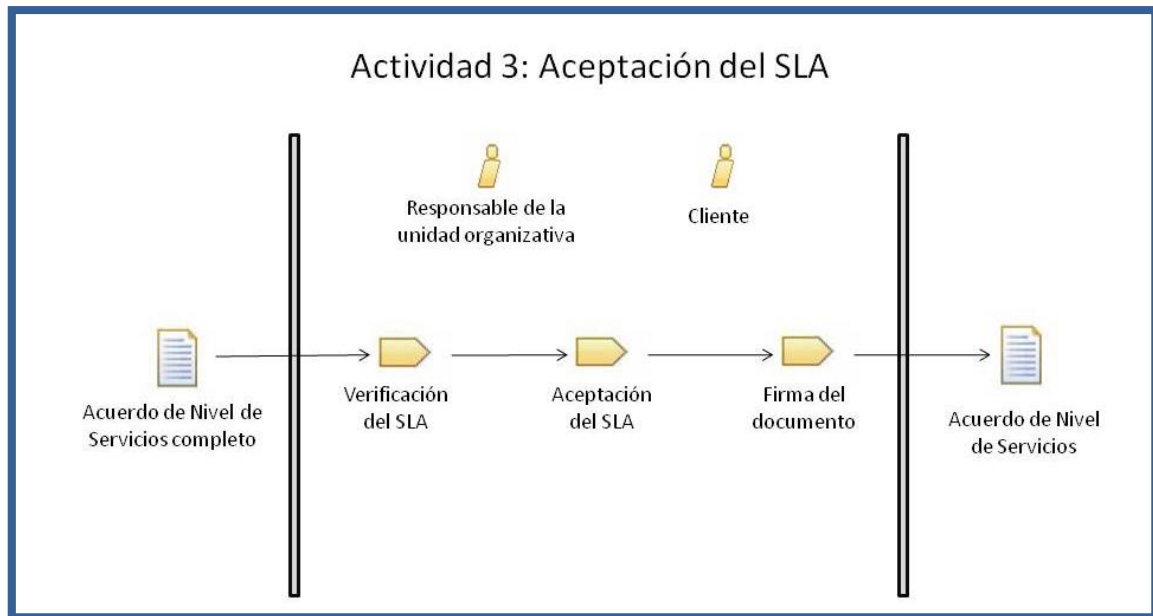 Actividad 3: Aceptación del SLA
Responsable de la
unidad organizativa
Cliente
Acuerdo de Nivel de
Servicios completo
Verificación
del SLA
Aceptación
del SLA
Firma del
documento
Acuerdo de Nivel
de Servicios